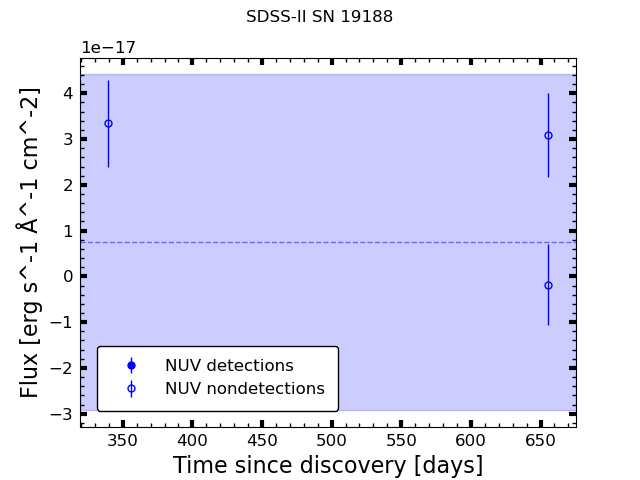 SDSS-II SN 19188
1e−17
Flux [erg s^-1 Å^-1 cm^-2]
4
3
2
1
0
−1
−2
−3
NUV detections
NUV nondetections
350 400 450 500 550 600 650
Time since discovery [days]